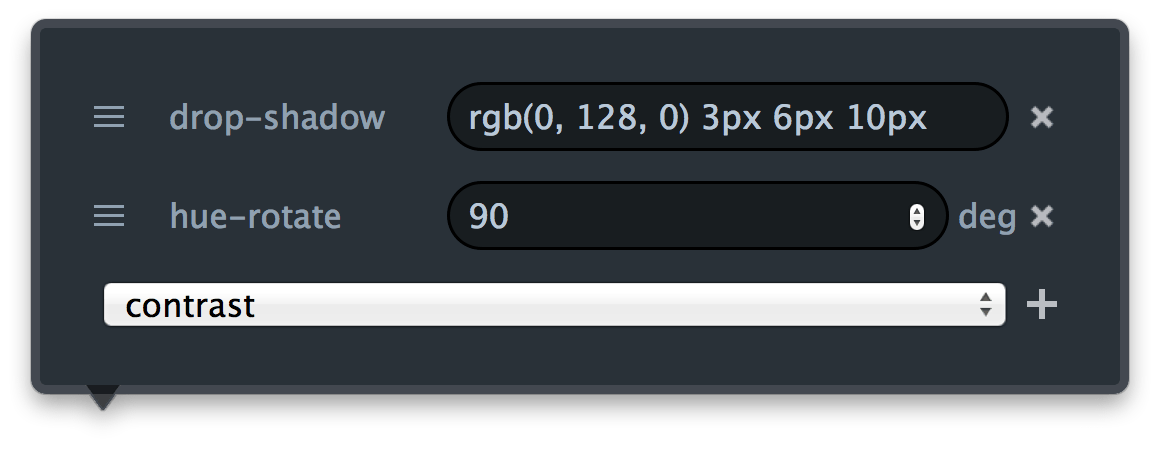 drop-shadow rgb(0, 128, 0) 3px 6px 10px
hue-rotate 90 deg
contrast